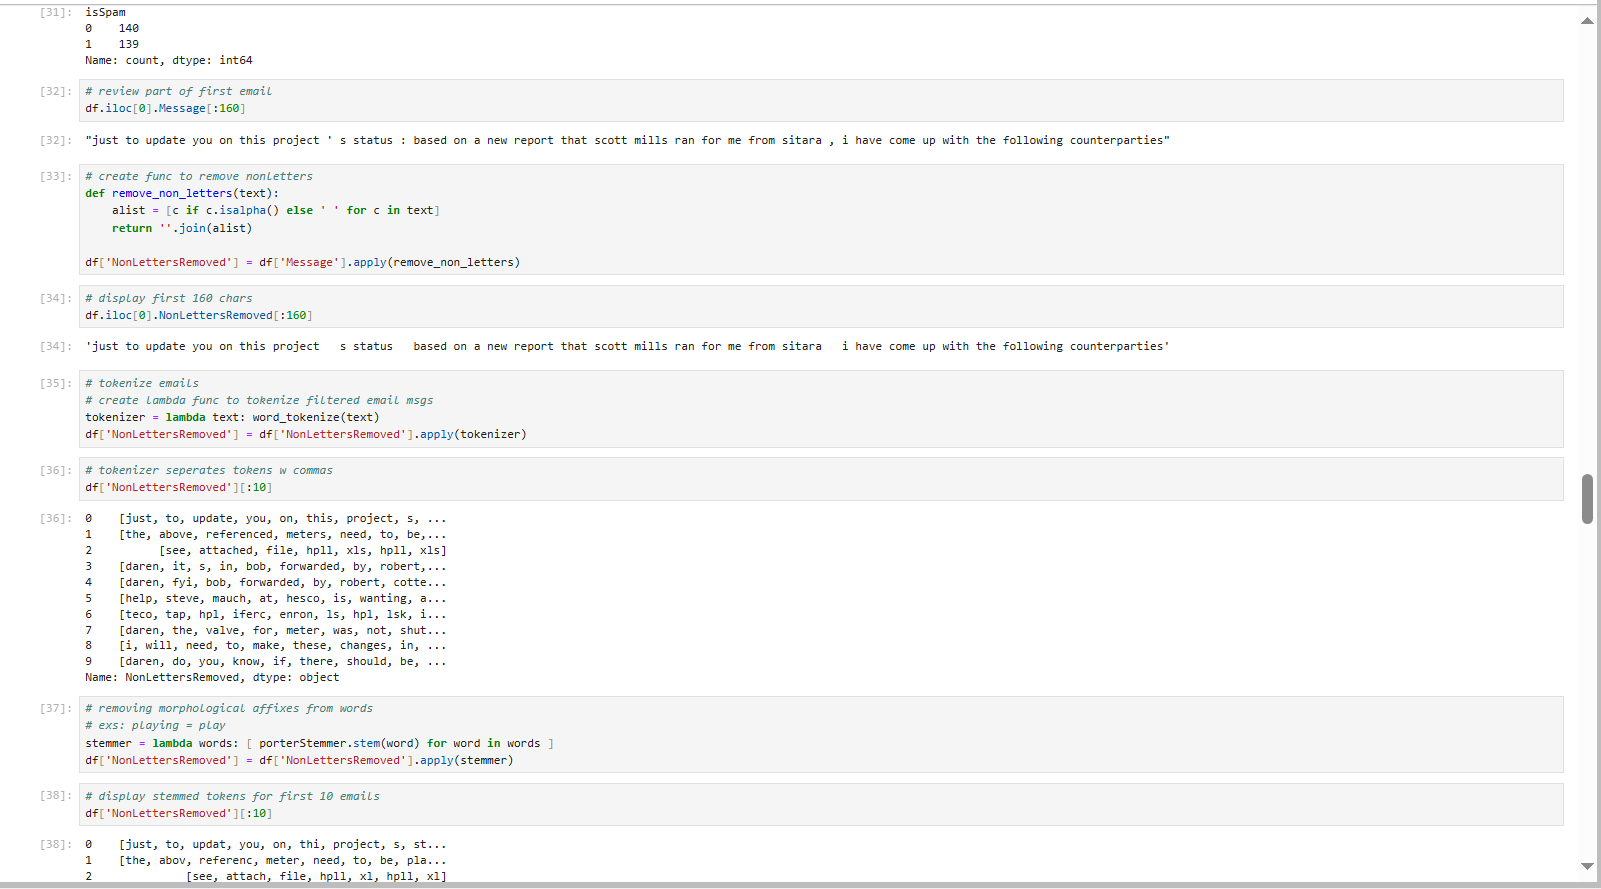 [31]: isSpam
0    140
1    139
Name: count, dtype: int64
[32]: # review part of first email
df.iloc[0].Message[:160]
[32]: "just to update you on this project ' s status : based on a new report that scott mills ran for me from sitara , i have come up with the following counterparties"
[33]: # create func to remove nonletters
def remove_non_letters(text):
    alist = [c if c.isalpha() else ' ' for c in text]
    return ''.join(alist)
df['NonLettersRemoved'] = df['Message'].apply(remove_non_letters)
[34]: # display first 160 chars
df.iloc[0].NonLettersRemoved[:160]
[34]: 'just to update you on this project   s status   based on a new report that scott mills ran for me from sitara   i have come up with the following counterparties'
[35]: # tokenize emails
# create lambda func to tokenize filtered email msgs
tokenizer = lambda text: word_tokenize(text)
df['NonLettersRemoved'] = df['NonLettersRemoved'].apply(tokenizer)
[36]: # tokenizer seperates tokens w commas
df['NonLettersRemoved'][:10]
[36]: 0    [just, to, update, you, on, this, project, s, ...
1    [the, above, referenced, meters, need, to, be,...
2          [see, attached, file, hpll, xls, hpll, xls]
3    [daren, it, s, in, bob, forwarded, by, robert,...
4    [daren, fyi, bob, forwarded, by, robert, cotte...
5    [help, steve, mauch, at, hesco, is, wanting, a...
6    [teco, tap, hpl, iferc, enron, ls, hpl, lsk, i...
7    [daren, the, valve, for, meter, was, not, shut...
8    [i, will, need, to, make, these, changes, in, ...
9    [daren, do, you, know, if, there, should, be, ...
Name: NonLettersRemoved, dtype: object
[37]: # removing morphological affixes from words
# exs: playing = play
stemmer = lambda words: [ porterStemmer.stem(word) for word in words ]
df['NonLettersRemoved'] = df['NonLettersRemoved'].apply(stemmer)
[38]: # display stemmed tokens for first 10 emails
df['NonLettersRemoved'][:10]
[38]: 0    [just, to, updat, you, on, thi, project, s, st...
1    [the, abov, referenc, meter, need, to, be, pla...
2              [see, attach, file, hpll, xl, hpll, xl]